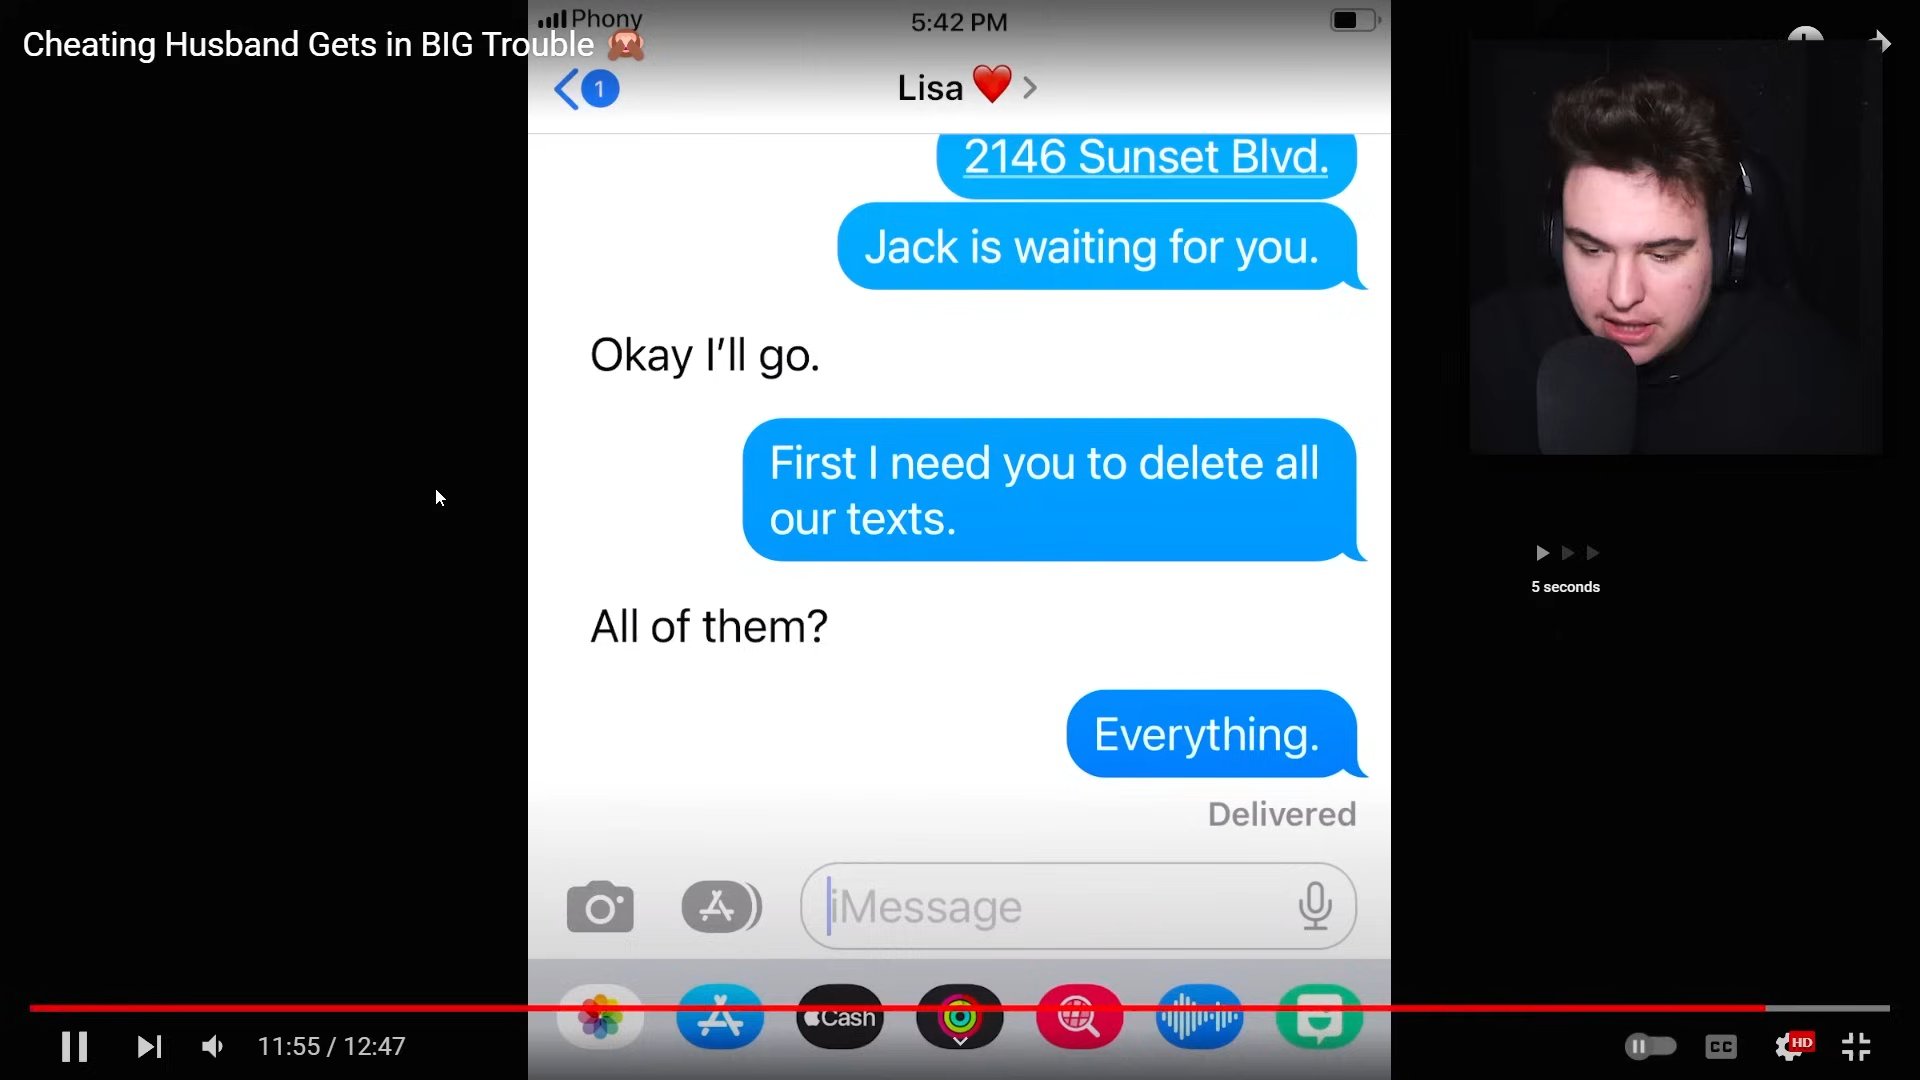 Phony
5:42 PM
Cheating Husband Gets in BIG Trouble 🙈
1
Lisa ❤️
2146 Sunset Blvd.
Jack is waiting for you.
Okay I’ll go.
First I need you to delete all
our texts.
All of them?
5 seconds
Everything.
Delivered
iMessage
Cash
11:55 / 12:47
CC
HD